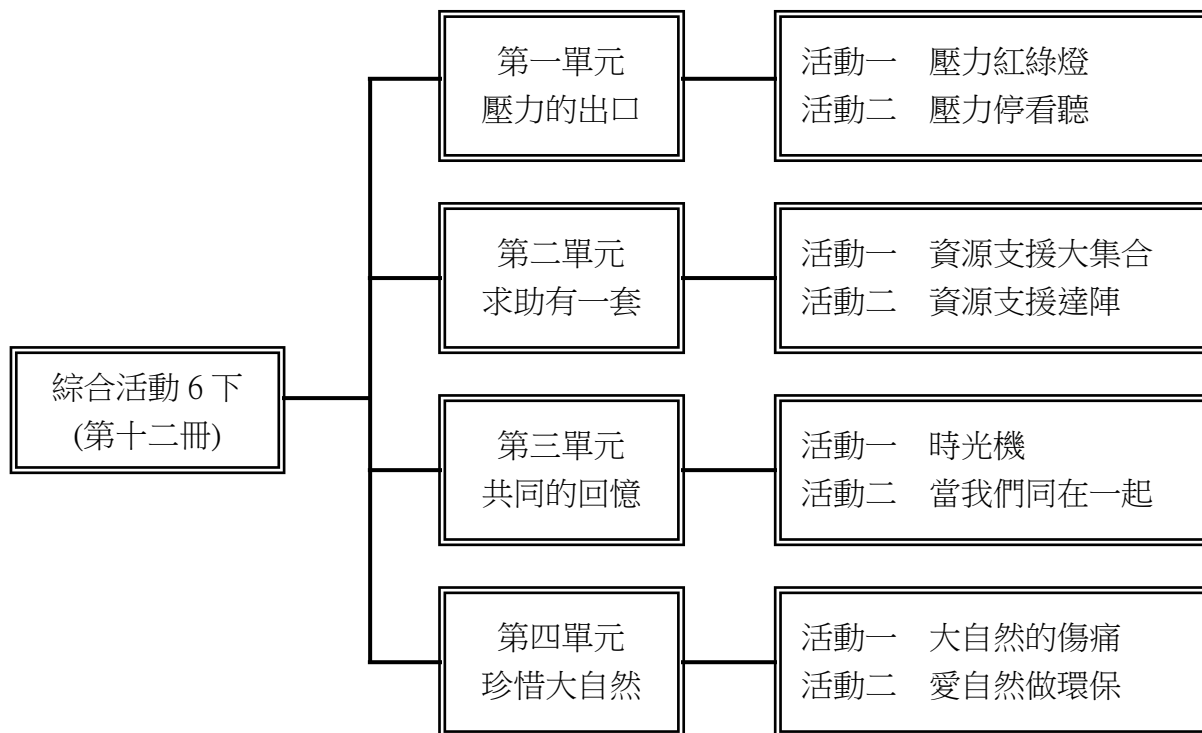 第一單元
壓力的出口
活動一　壓力紅綠燈
活動二　壓力停看聽
第二單元
求助有一套
活動一　資源支援大集合
活動二　資源支援達陣
綜合活動 6 下
(第十二冊)
第三單元
共同的回憶
活動一　時光機
活動二　當我們同在一起
第四單元
珍惜大自然
活動一　大自然的傷痛
活動二　愛自然做環保